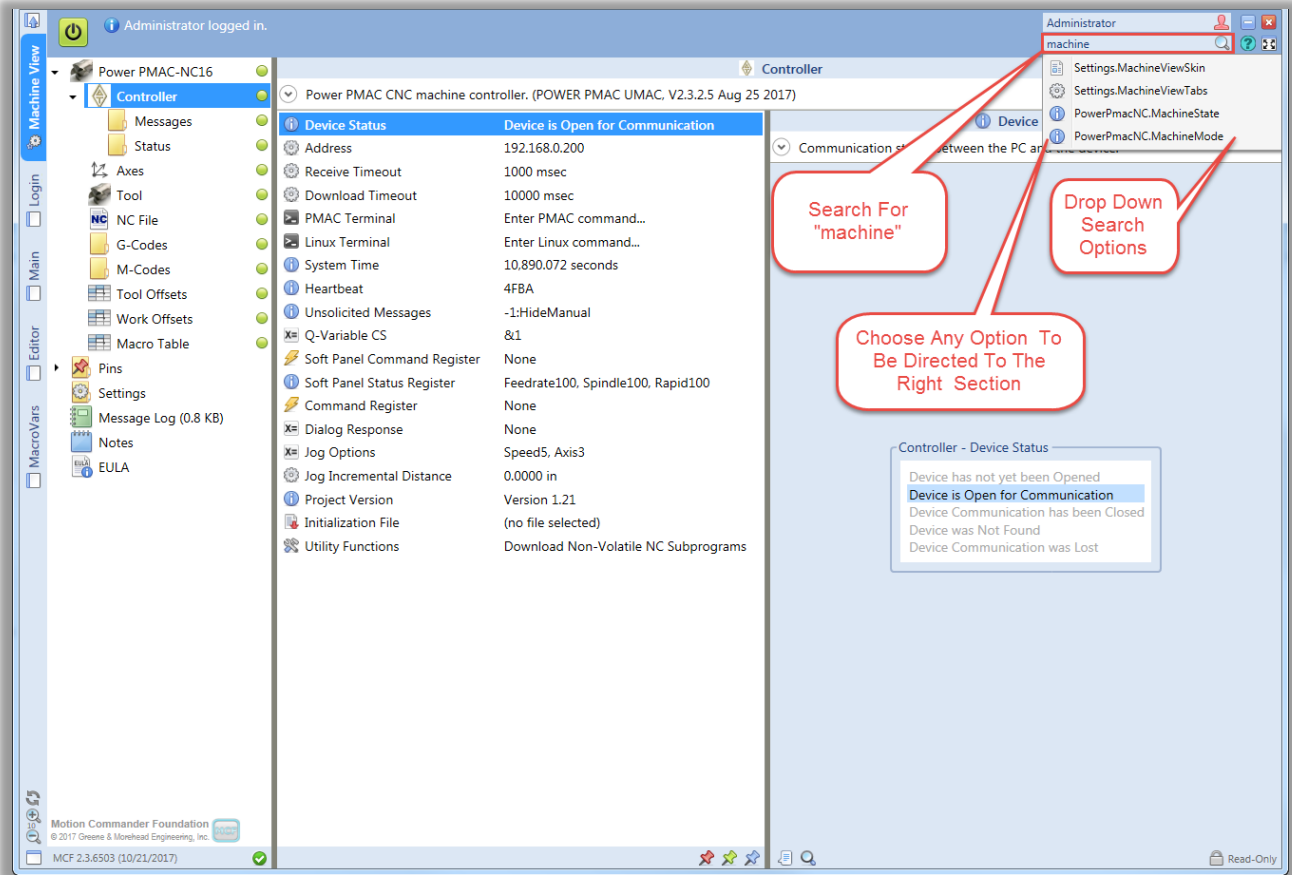 Administrator logged in.
Administrator
machine
Settings.MachineViewSkin
Settings.MachineViewTabs
PowerPmacNC.MachineState
PowerPmacNC.MachineMode
Machine View
Login
Main
Editor
MacroVars
Power PMAC-NC16
Controller
Messages
Status
Axes
Tool
NC
NC File
G-Codes
M-Codes
Tool Offsets
Work Offsets
Macro Table
Pins
Settings
Message Log (0.8 KB)
Notes
EULA
EULA
Controller
Power PMAC CNC machine controller. (POWER PMAC UMAC, V2.3.2.5 Aug 25 2017)
Device Status Device is Open for Communication
Address 192.168.0.200
Receive Timeout 1000 msec
Download Timeout 10000 msec
PMAC Terminal Enter PMAC command...
Linux Terminal Enter Linux command...
System Time 10,890.072 seconds
Heartbeat 4FBA
Unsolicited Messages -1:HideManual
X= Q-Variable CS &1
Soft Panel Command Register None
Soft Panel Status Register Feedrate100, Spindle100, Rapid100
Command Register None
X= Dialog Response None
X= Jog Options Speed5, Axis3
Jog Incremental Distance 0.0000 in
Project Version Version 1.21
Initialization File (no file selected)
Utility Functions Download Non-Volatile NC Subprograms
Device
Communication between the PC and the device.
Search For
"machine"
Drop Down
Search
Options
Choose Any Option To
Be Directed To The
Right Section
Controller - Device Status
Device has not yet been Opened
Device is Open for Communication
Device Communication has been Closed
Device was Not Found
Device Communication was Lost
10
Motion Commander Foundation
© 2017 Greene & Morehead Engineering, Inc.
MCF 2.3.6503 (10/21/2017)
Read-Only